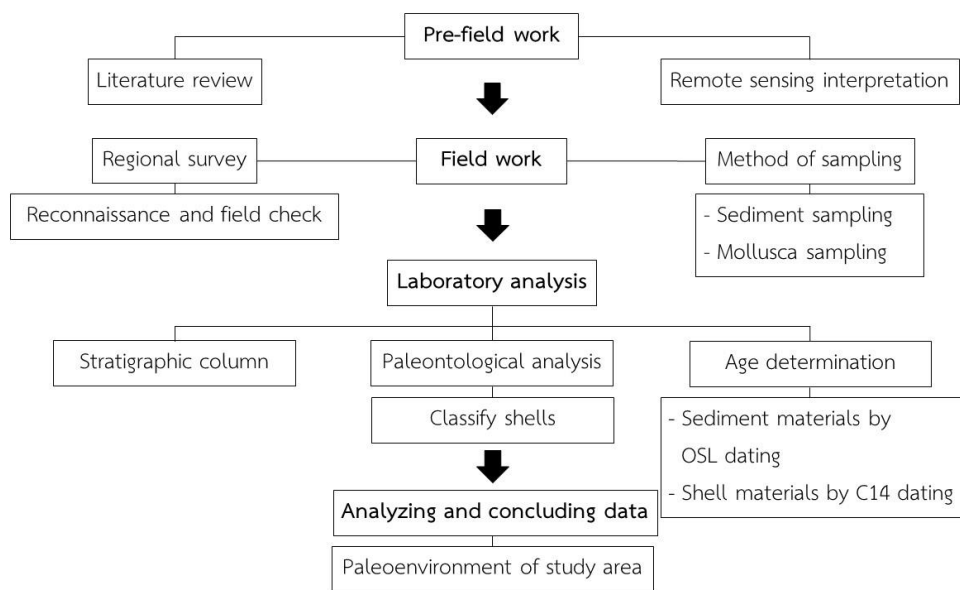 Pre-field work
Literature review
Remote sensing interpretation
Regional survey
Field work
Method of sampling
Reconnaissance and field check
- Sediment sampling
- Mollusca sampling
Laboratory analysis
Stratigraphic column
Paleontological analysis
Age determination
Classify shells
- Sediment materials by
OSL dating
- Shell materials by C14 dating
Analyzing and concluding data
Paleoenvironment of study area